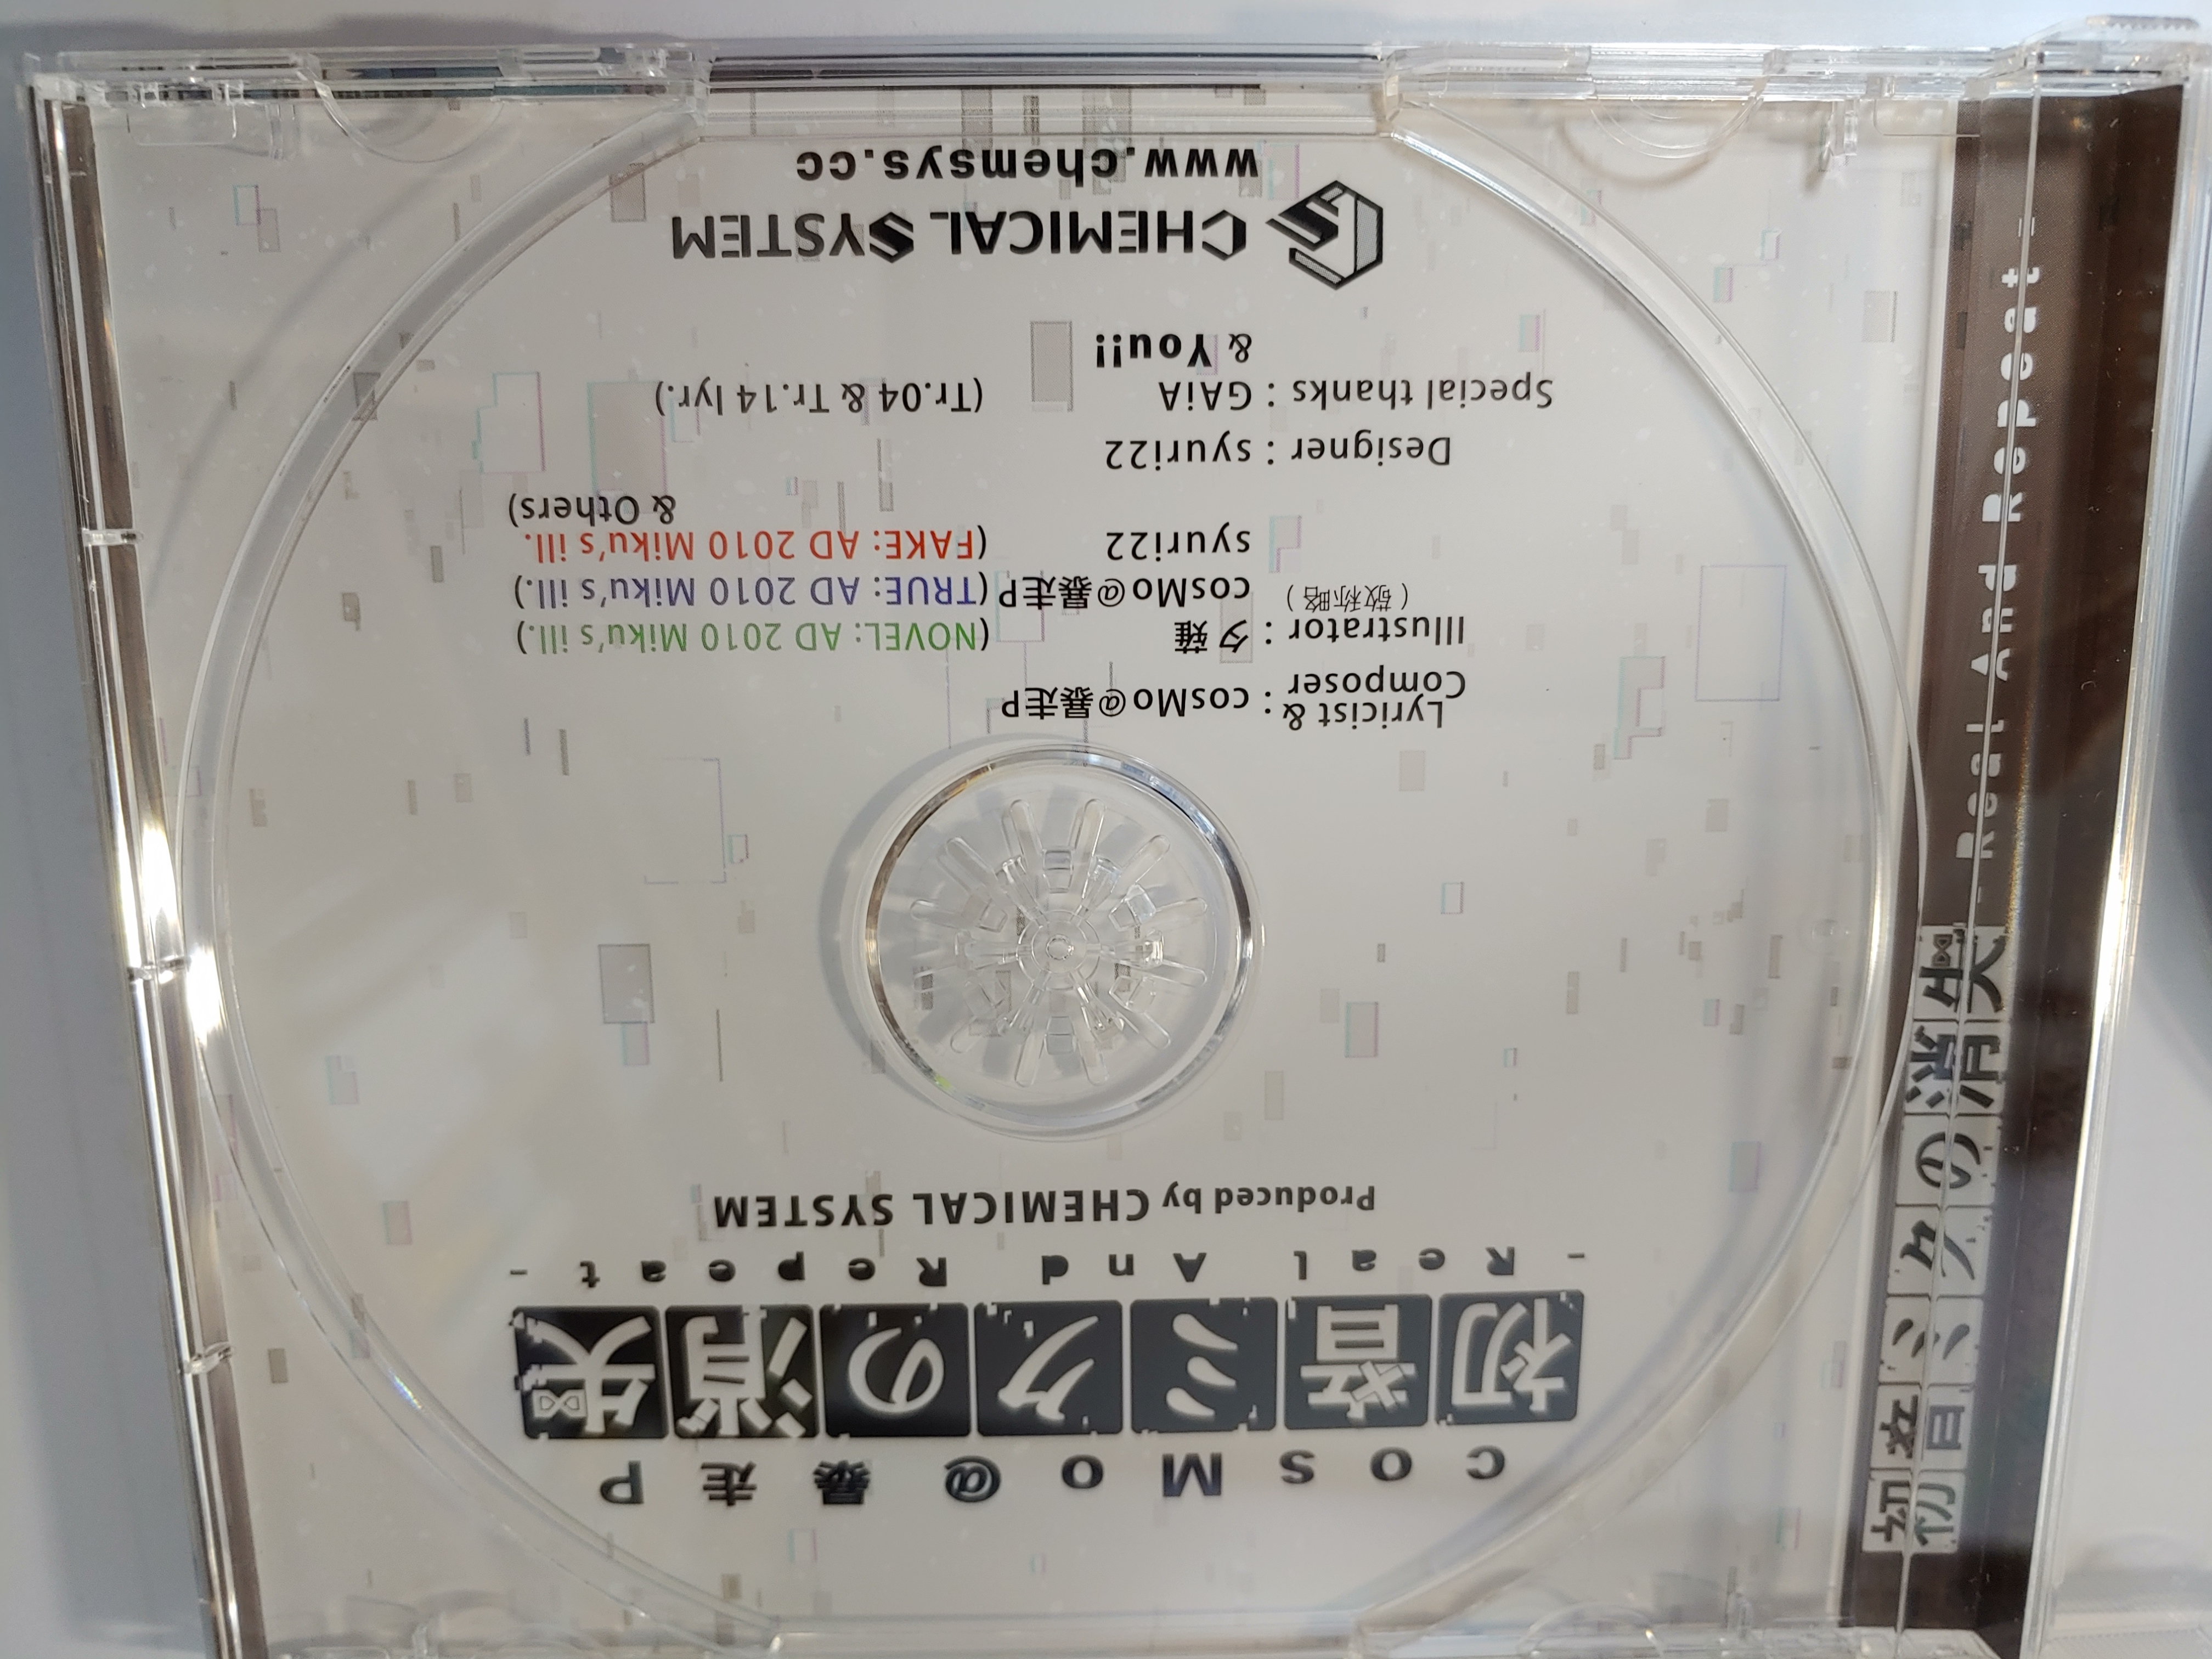 cosMo@暴走P
初音ミクの消失
-Real And Repeat-
Produced by CHEMICAL SYSTEM
Lyricist &
Composer : cosMo@暴走P
Illustrator : 夕薙 (NOVEL: AD 2010 Miku's ill.)
(敬称略) cosMo@暴走P (TRUE: AD 2010 Miku's ill.)
syuri22 (FAKE: AD 2010 Miku's ill.
& Others)
Designer : syuri22
Special thanks : GAiA (Tr.04 & Tr.14 lyr.)
& You!!
CHEMICAL SYSTEM
www.chemsys.cc
初音ミクの消失 -Real And Repeat-